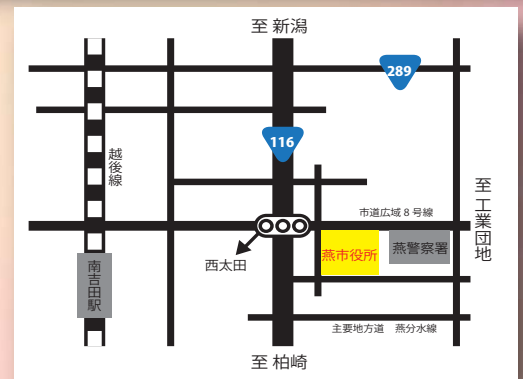 至 新潟
289
116
越後線
市道広域8号線
至 工業団地
西太田
燕市役所
燕警察署
南吉田駅
主要地方道　燕分水線
至 柏崎